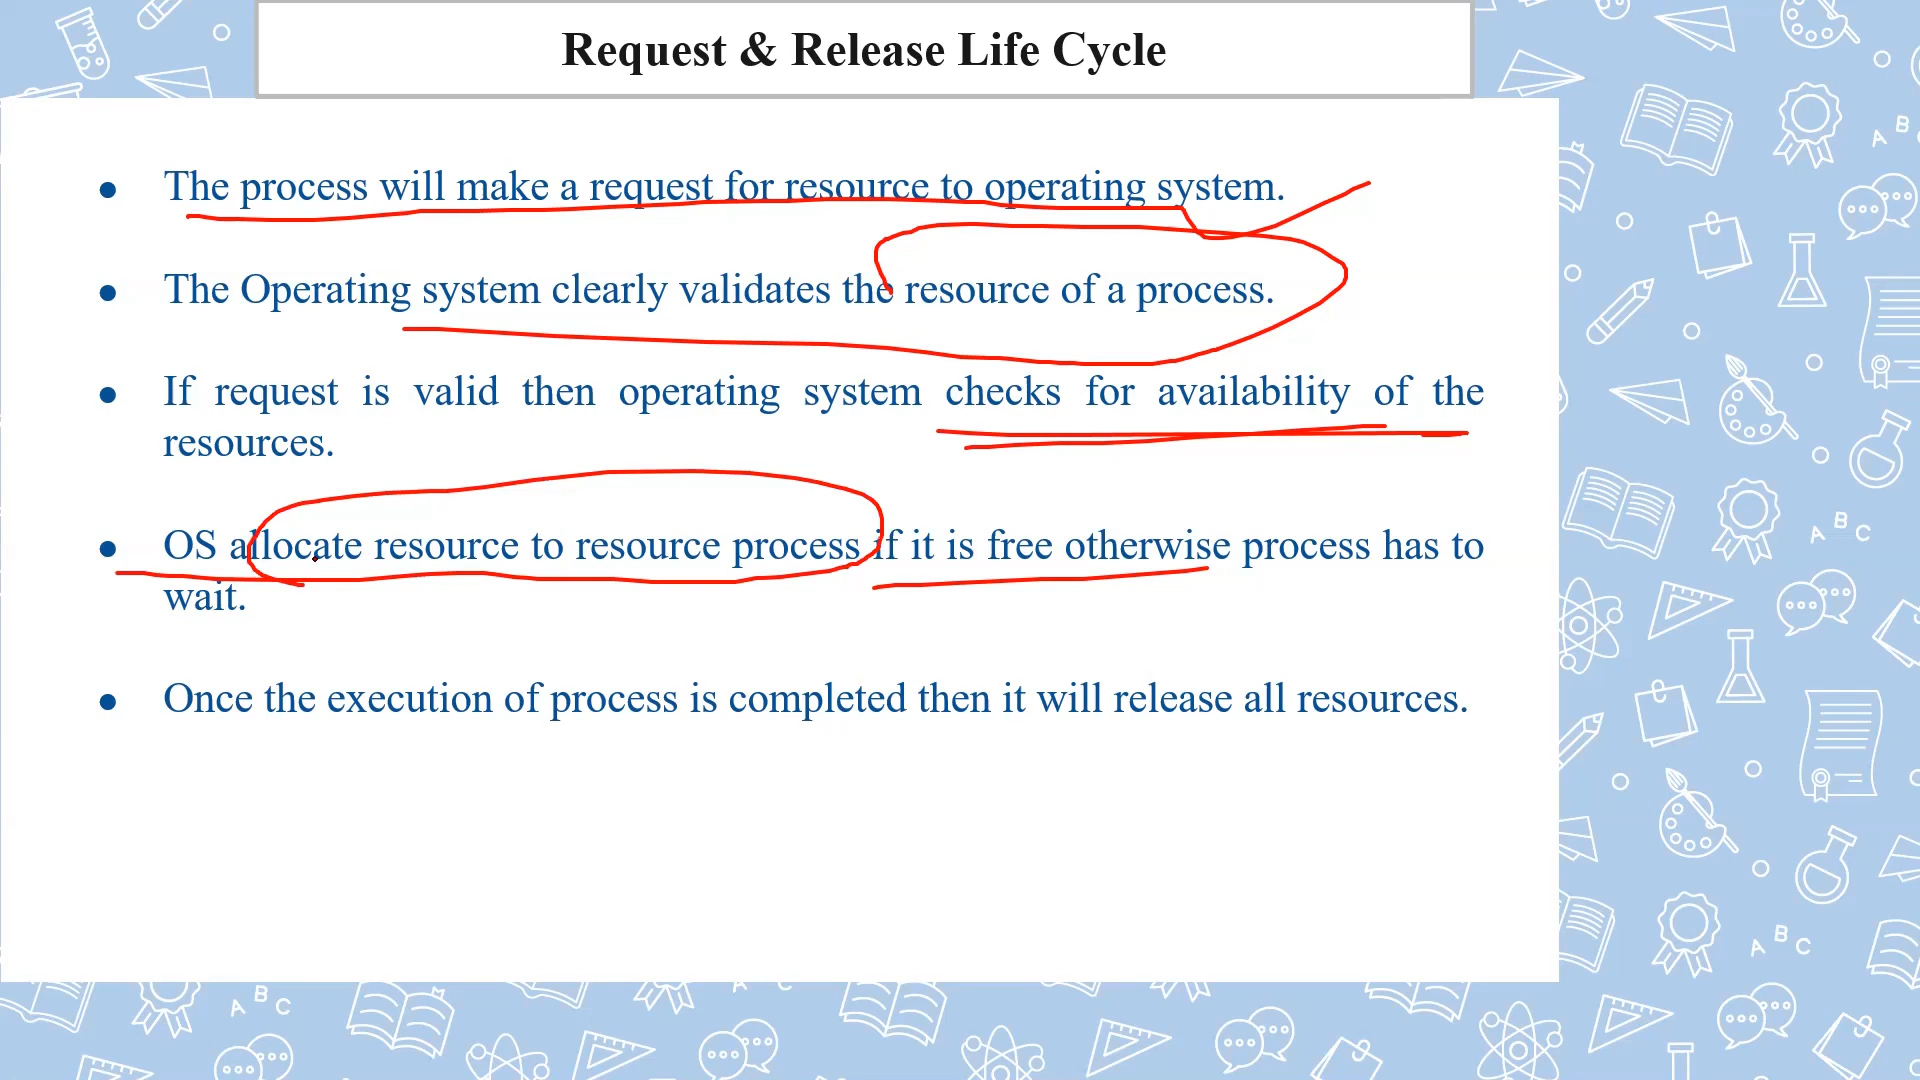 Request & Release Life Cycle
● The process will make a request for resource to operating system.
● The Operating system clearly validates the resource of a process.
● If request is valid then operating system checks for availability of the
resources.
● OS allocate resource to resource process if it is free otherwise process has to
wait.
● Once the execution of process is completed then it will release all resources.